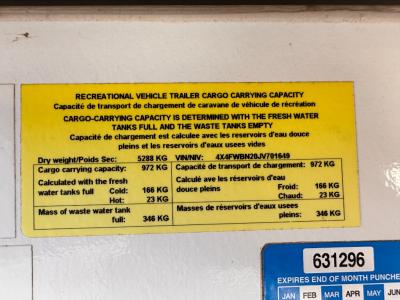 RECREATIONAL VEHICLE TRAILER CARGO CARRYING CAPACITY
Capacité de transport de chargement de caravane de véhicule de récréation
CARGO-CARRYING CAPACITY IS DETERMINED WITH THE FRESH WATER
TANKS FULL AND THE WASTE TANKS EMPTY
Capacité de chargement est calculee avec les reservoirs d'eau douce
pleins et les reservoirs d'eaux usees vides
Dry weight/Poids Sec: 5288 KG VIN/NIV: 4X4FWBN20JV701649
Cargo carrying capacity: 972 KG Capacité de transport de chargement: 972 KG
Calculated with the fresh Calculé ave les réservoirs d'eau
tanks full Cold: 166 KG douce pleins Froid: 166 KG
Hot: 23 KG Chaud: 23 KG
Mass of waste water tank Masses de réservoirs d'eaux usees
full: 346 KG pleins: 346 KG
631296
EXPIRES END OF MONTH PUNCHE
JAN FEB MAR APR MAY JUN